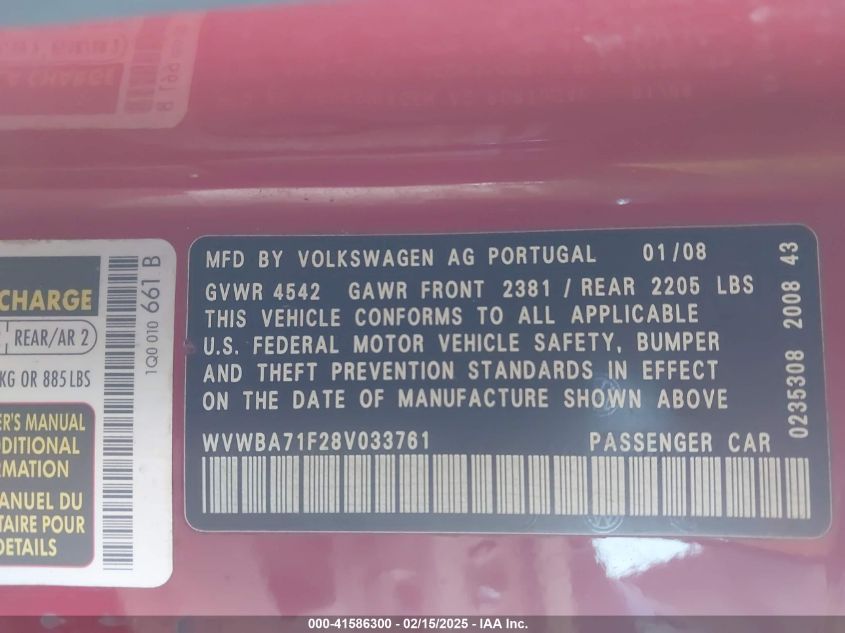 CHARGE
REAR/AR 2
KG OR 885 LBS
ER'S MANUAL
DDITIONAL
RMATION
MANUEL DU
TAIRE POUR
DETAILS
1Q0 010 661 B
MFD BY VOLKSWAGEN AG PORTUGAL 01/08
GVWR 4542 GAWR FRONT 2381 / REAR 2205 LBS
THIS VEHICLE CONFORMS TO ALL APPLICABLE
U.S. FEDERAL MOTOR VEHICLE SAFETY, BUMPER
AND THEFT PREVENTION STANDARDS IN EFFECT
ON THE DATE OF MANUFACTURE SHOWN ABOVE
WVWBA71F28V033761 PASSENGER CAR
0235308 2008 43
000-41586300 - 02/15/2025 - IAA Inc.